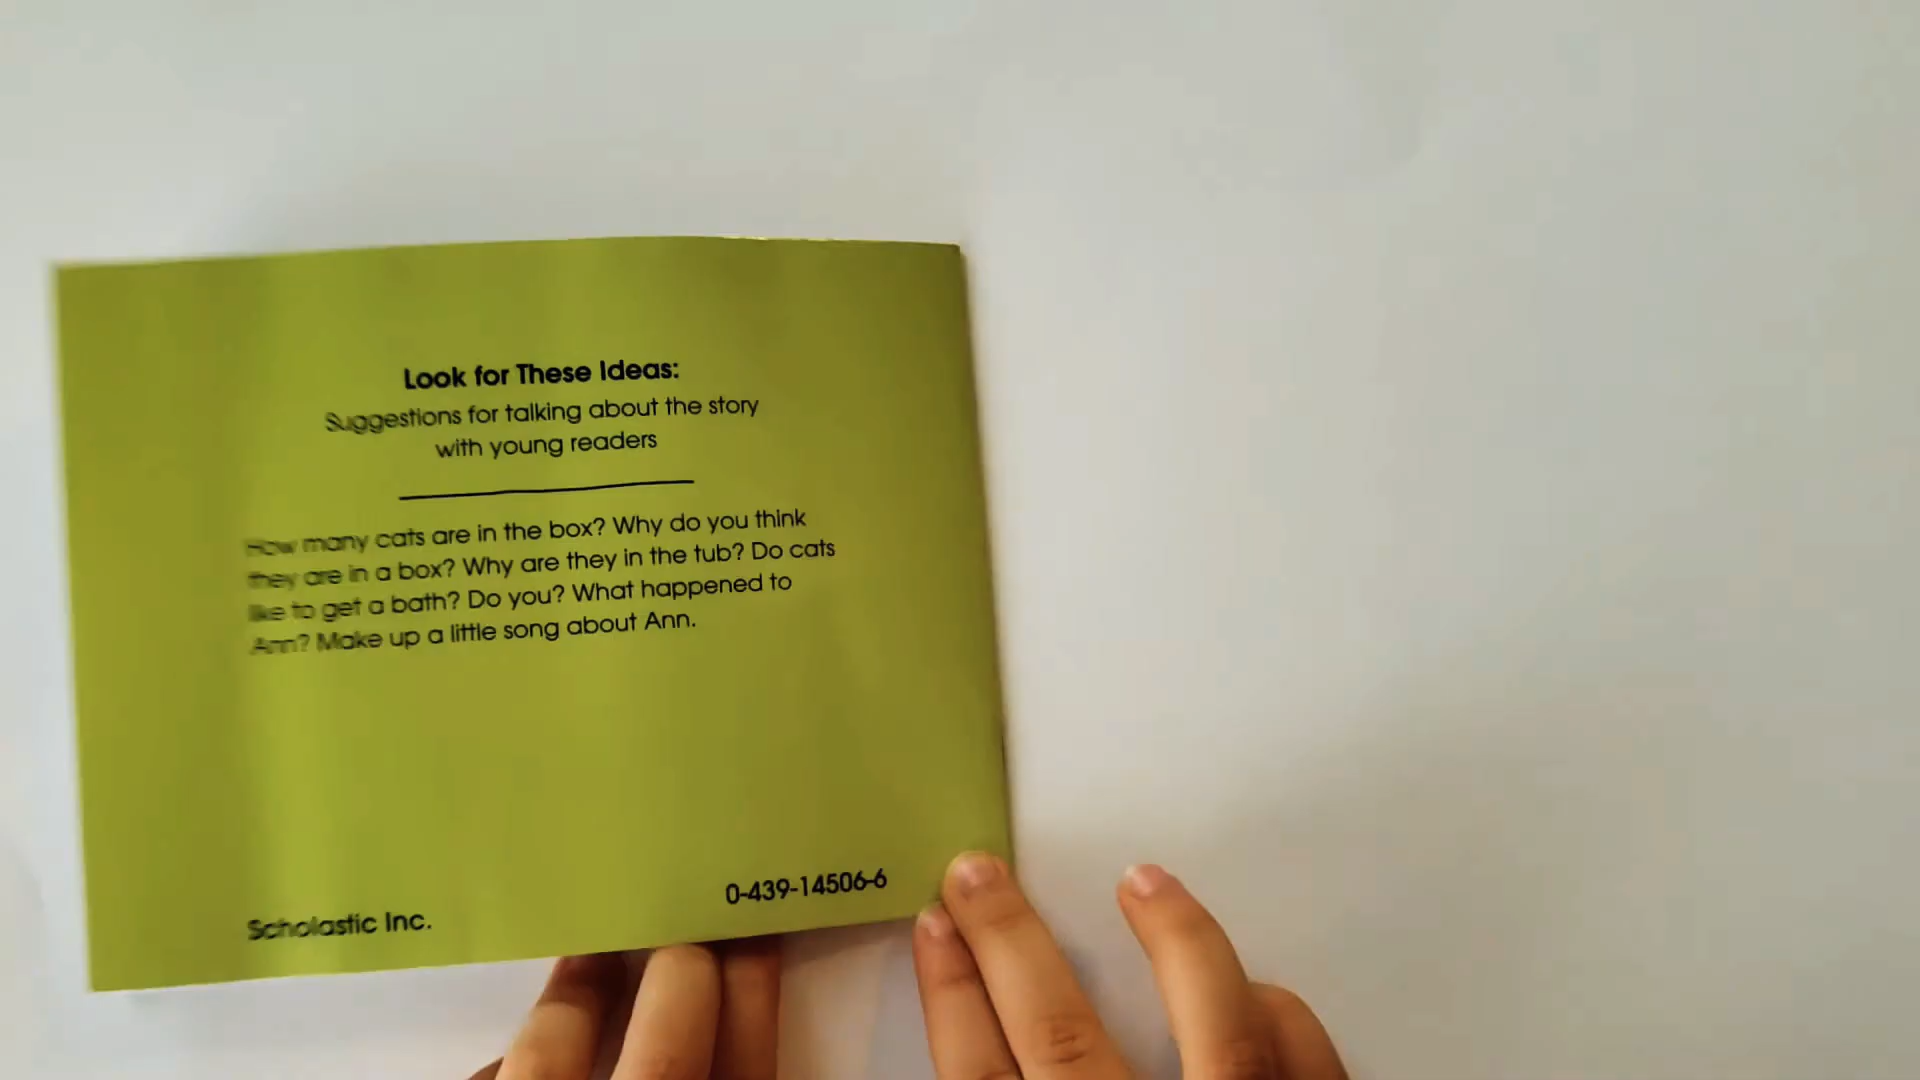 Look for These Ideas:
Suggestions for talking about the story
with young readers
How many cats are in the box? Why do you think
they are in a box? Why are they in the tub? Do cats
like to get a bath? Do you? What happened to
Ann? Make up a little song about Ann.
0-439-14506-6
Scholastic Inc.